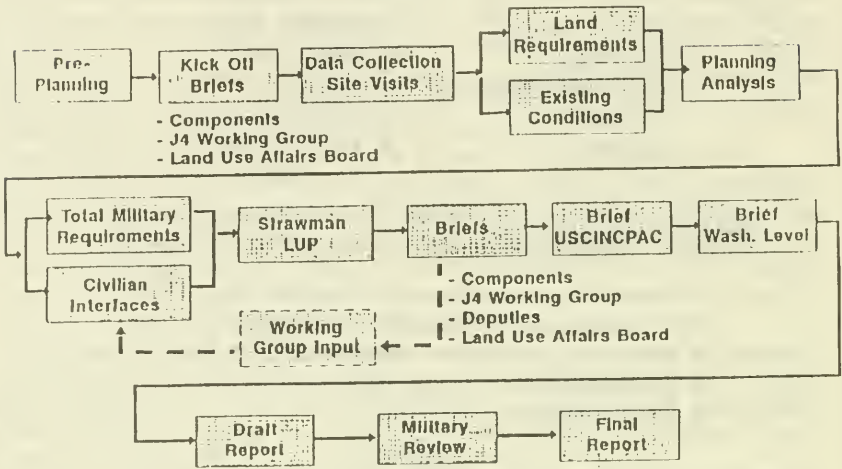 Pre-
Planning
Kick Off
Briefs
- Components
- J4 Working Group
- Land Use Affairs Board
Data Collection
Site Visits
Land
Requirements
Existing
Conditions
Planning
Analysis
Total Military
Requirements
Civilian
Interfaces
Strawman
LUP
Briefs
- Components
- J4 Working Group
- Deputies
- Land Use Affairs Board
Working
Group Input
Brief
USCINCPAC
Brief
Wash. Level
Draft
Report
Military
Review
Final
Report